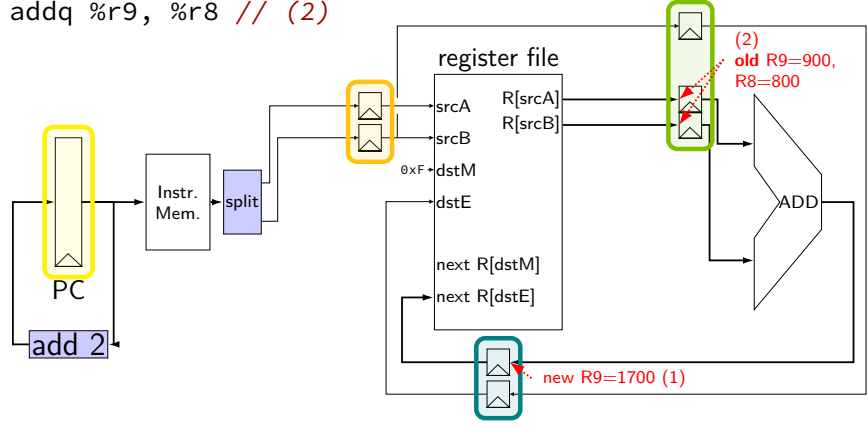 addq %r9, %r8 // (2)
register file
(2)
old R9=900,
R8=800
srcA
R[srcA]
srcB
R[srcB]
0xF
dstM
Instr.
Mem.
split
dstE
ADD
next R[dstM]
PC
next R[dstE]
add 2
new R9=1700 (1)